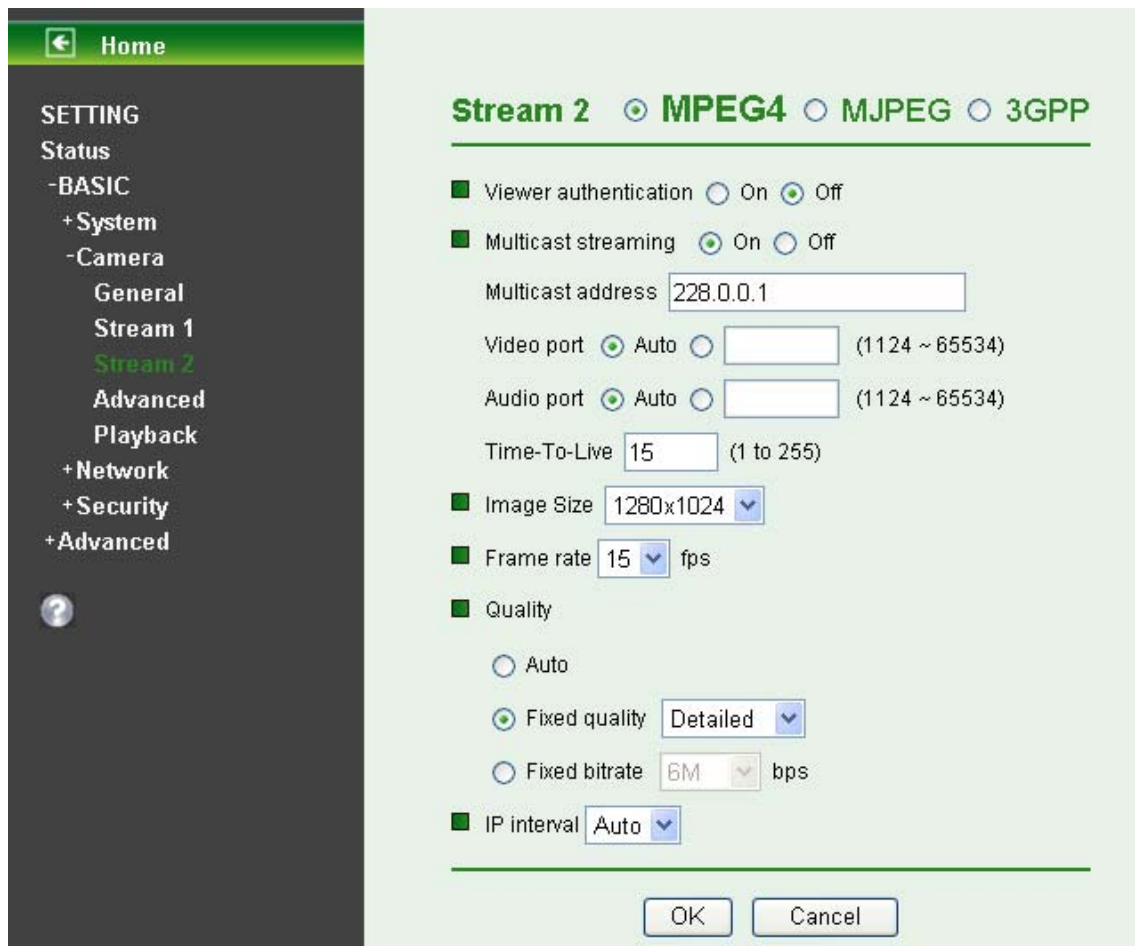 Home
SETTING
Status
-BASIC
+System
-Camera
General
Stream 1
Stream 2
Advanced
Playback
+Network
+Security
+Advanced
?
Stream 2 MPEG4 MJPEG 3GPP
Viewer authentication On Off
Multicast streaming On Off
Multicast address 228.0.0.1
Video port Auto (1124 ~ 65534)
Audio port Auto (1124 ~ 65534)
Time-To-Live 15 (1 to 255)
Image Size 1280x1024
Frame rate 15 fps
Quality
Auto
Fixed quality Detailed
Fixed bitrate 6M bps
IP interval Auto
OK Cancel